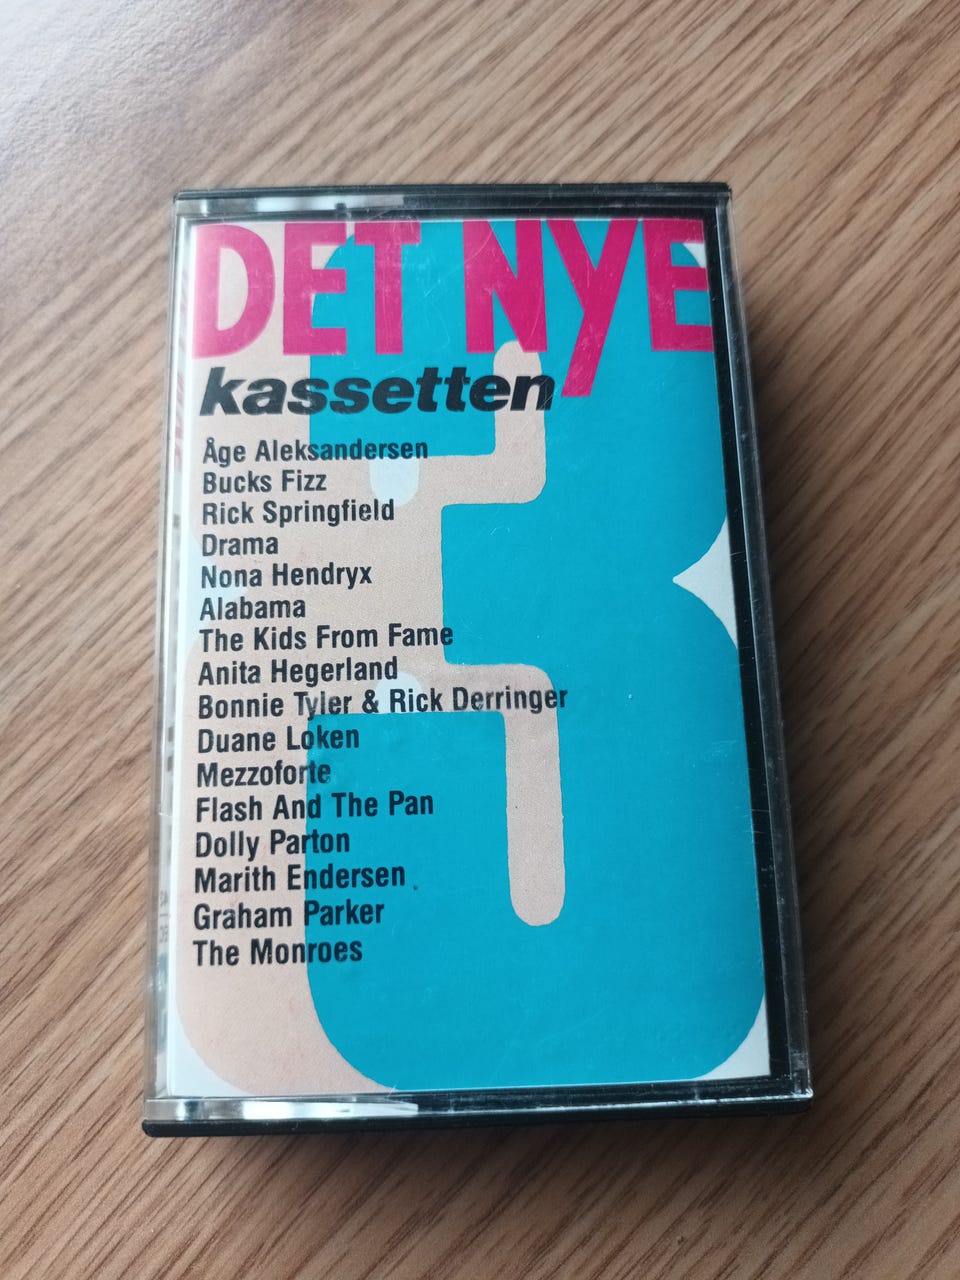 DET NYE
kassetten
Åge Aleksandersen
Bucks Fizz
Rick Springfield
Drama
Nona Hendryx
Alabama
The Kids From Fame
Anita Hegerland
Bonnie Tyler & Rick Derringer
Duane Loken
Mezzoforte
Flash And The Pan
Dolly Parton
Marith Endersen
Graham Parker
The Monroes
3